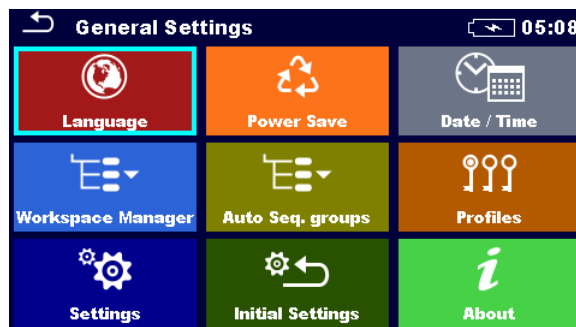 General Settings
05:08
Language
Power Save
Date / Time
Workspace Manager
Auto Seq. groups
Profiles
Settings
Initial Settings
About